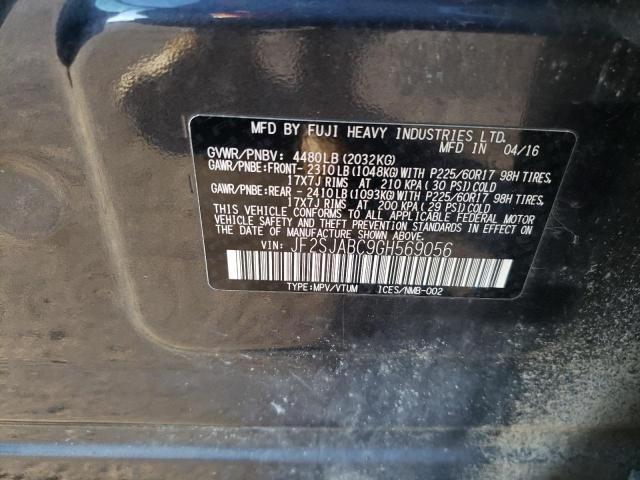 MFD BY FUJI HEAVY INDUSTRIES LTD.
MFD IN 04/16
GVWR/PNBV: 4480LB (2032KG)
GAWR/PNBE:FRONT-2310LB (1048KG) WITH P225/60R17 98H TIRES,
17X7J RIMS AT 210 KPA (30 PSI) COLD
GAWR/PNBE:REAR -2410LB (1093KG) WITH P225/60R17 98H TIRES,
17X7J RIMS AT 200 KPA (29 PSI) COLD
THIS VEHICLE CONFORMS TO ALL APPLICABLE FEDERAL MOTOR
VEHICLE SAFETY AND THEFT PREVENTION STANDARDS IN EFFECT
ON THE DATE OF MANUFACTURE SHOWN ABOVE.
VIN: JF2SJABC9GH569056
TYPE:MPV/VTUM ICES/NMB-002